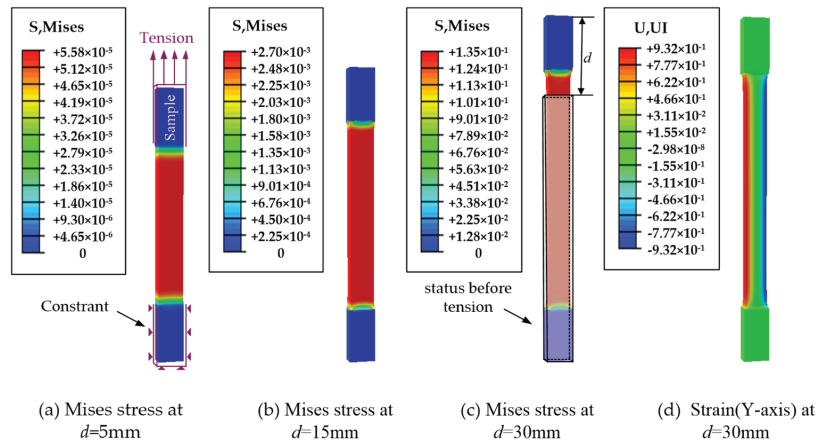 S,Mises
+5.58×10⁻⁵
+5.12×10⁻⁵
+4.65×10⁻⁵
+4.19×10⁻⁵
+3.72×10⁻⁵
+3.26×10⁻⁵
+2.79×10⁻⁵
+2.33×10⁻⁵
+1.86×10⁻⁵
+1.40×10⁻⁵
+9.30×10⁻⁶
+4.65×10⁻⁶
0
Tension
Sample
Constrant
S,Mises
+2.70×10⁻³
+2.48×10⁻³
+2.25×10⁻³
+2.03×10⁻³
+1.80×10⁻³
+1.58×10⁻³
+1.35×10⁻³
+1.13×10⁻³
+9.01×10⁻⁴
+6.76×10⁻⁴
+4.50×10⁻⁴
+2.25×10⁻⁴
0
S,Mises
+1.35×10⁻¹
+1.24×10⁻¹
+1.13×10⁻¹
+1.01×10⁻¹
+9.01×10⁻²
+7.89×10⁻²
+6.76×10⁻²
+5.63×10⁻²
+4.51×10⁻²
+3.38×10⁻²
+2.25×10⁻²
+1.28×10⁻²
0
d
status before
tension
U,UI
+9.32×10⁻¹
+7.77×10⁻¹
+6.22×10⁻¹
+4.66×10⁻¹
+3.11×10⁻²
+1.55×10⁻²
-2.98×10⁻⁸
-1.55×10⁻¹
-3.11×10⁻¹
-4.66×10⁻¹
-6.22×10⁻¹
-7.77×10⁻¹
-9.32×10⁻¹
(a) Mises stress at
d=5mm
(b) Mises stress at
d=15mm
(c) Mises stress at
d=30mm
(d) Strain(Y-axis) at
d=30mm